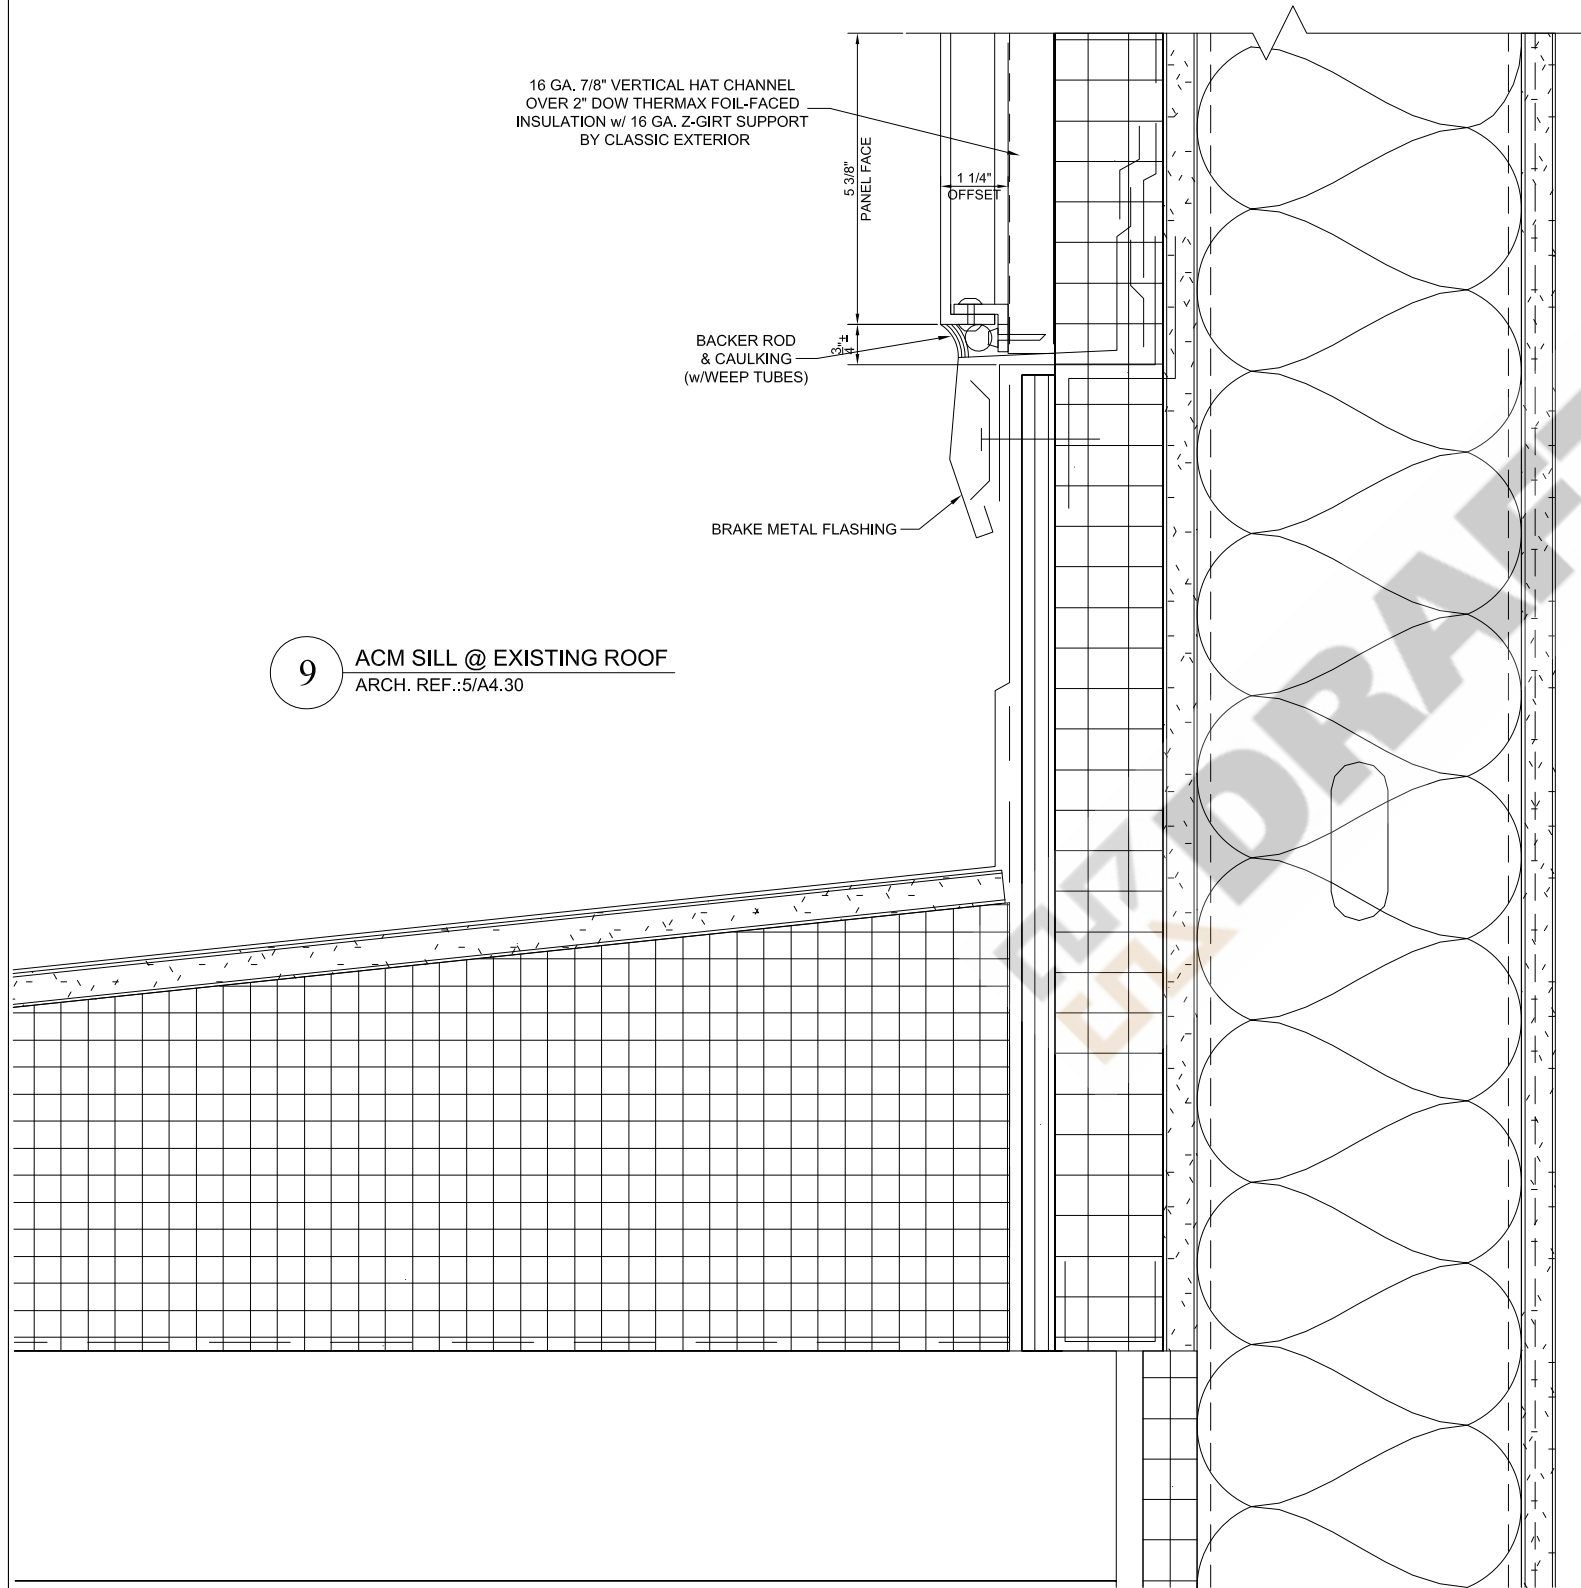 16 GA. 7/8" VERTICAL HAT CHANNEL
OVER 2" DOW THERMAX FOIL-FACED
INSULATION w/ 16 GA. Z-GIRT SUPPORT
BY CLASSIC EXTERIOR
5 3/8"
PANEL FACE
1 1/4"
OFFSET
BACKER ROD
& CAULKING
(w/WEEP TUBES)
3/4"±
BRAKE METAL FLASHING
9
ACM SILL @ EXISTING ROOF
ARCH. REF.:5/A4.30
DRAFT